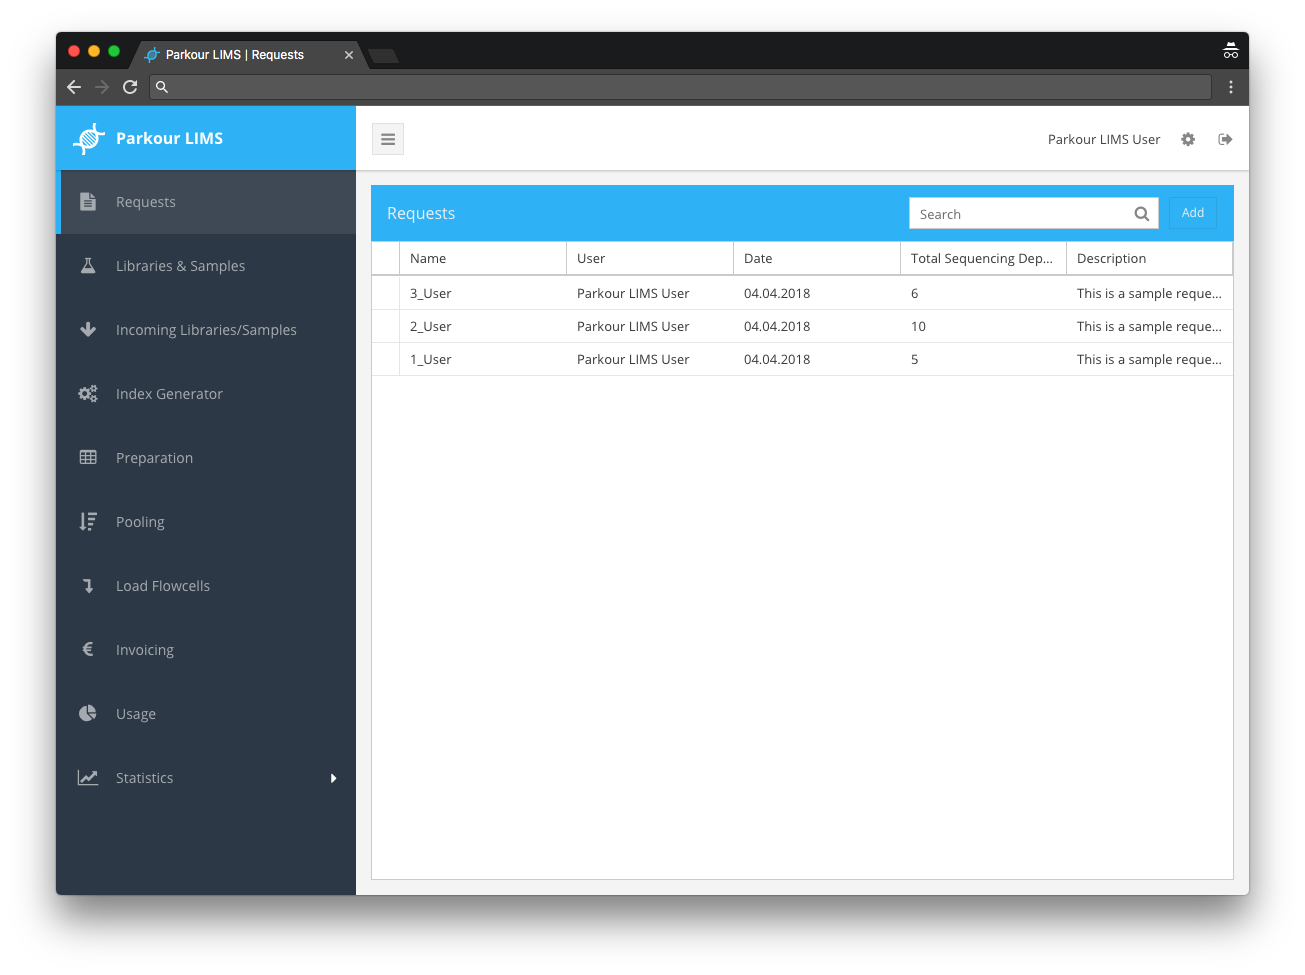 Parkour LIMS | Requests
Parkour LIMS
Parkour LIMS User
Requests
Libraries & Samples
Incoming Libraries/Samples
Index Generator
Preparation
Pooling
Load Flowcells
€ Invoicing
Usage
Statistics
Requests Search Add
Name User Date Total Sequencing Dep... Description
3_User Parkour LIMS User 04.04.2018 6 This is a sample reque...
2_User Parkour LIMS User 04.04.2018 10 This is a sample reque...
1_User Parkour LIMS User 04.04.2018 5 This is a sample reque...